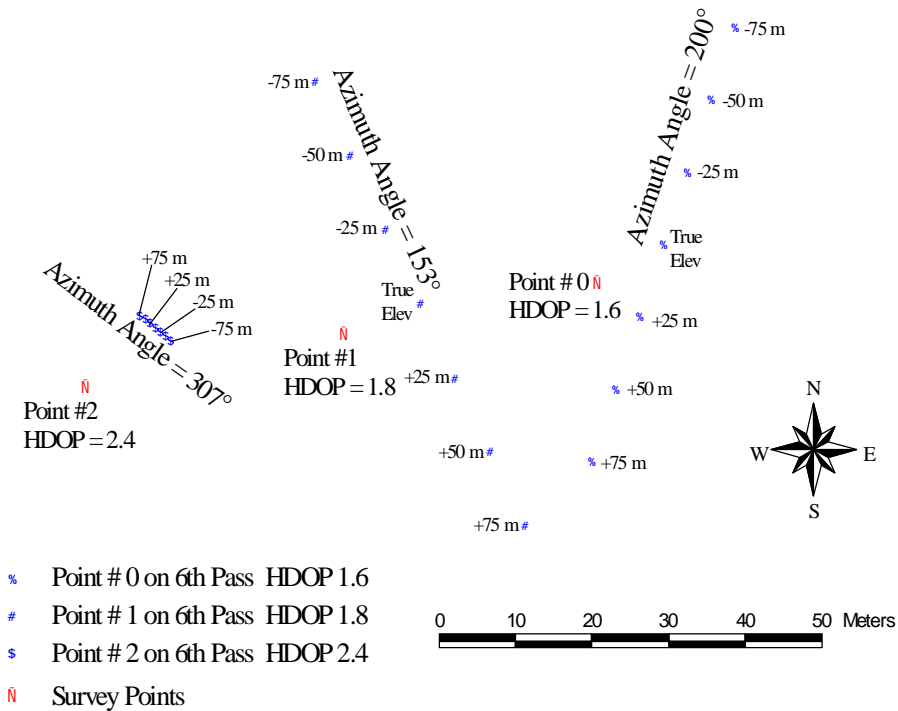 % -75 m
Azimuth Angle = 200°
-75 m #
Azimuth Angle = 153°
% -50 m
-50 m #
% -25 m
-25 m #
% True
Elev
+75 m
+25 m
-25 m
-75 m
Azimuth Angle = 307°
$$$$$$$
True
Elev #
Point # 0 Ñ
HDOP = 1.6
% +25 m
Ñ
Point #1
HDOP = 1.8
+25 m #
Ñ
Point #2
HDOP = 2.4
% +50 m
N
W E
S
+50 m #
% +75 m
+75 m #
% Point # 0 on 6th Pass HDOP 1.6
# Point # 1 on 6th Pass HDOP 1.8
$ Point # 2 on 6th Pass HDOP 2.4
Ñ Survey Points
0 10 20 30 40 50 Meters